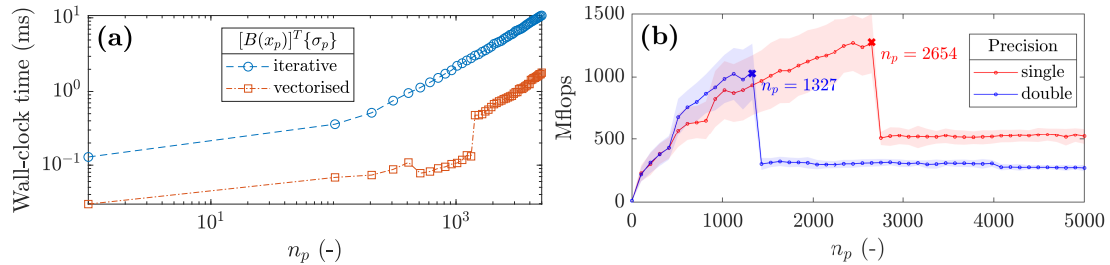 (a)
[B(x_p)]^T{σ_p}
iterative
vectorised
Wall-clock time (ms)
10^1
10^0
10^-1
10^1
10^2
10^3
n_p (-)
(b)
n_p = 2654
n_p = 1327
Precision
single
double
Mflops
1500
1000
500
0
0
1000
2000
3000
4000
5000
n_p (-)